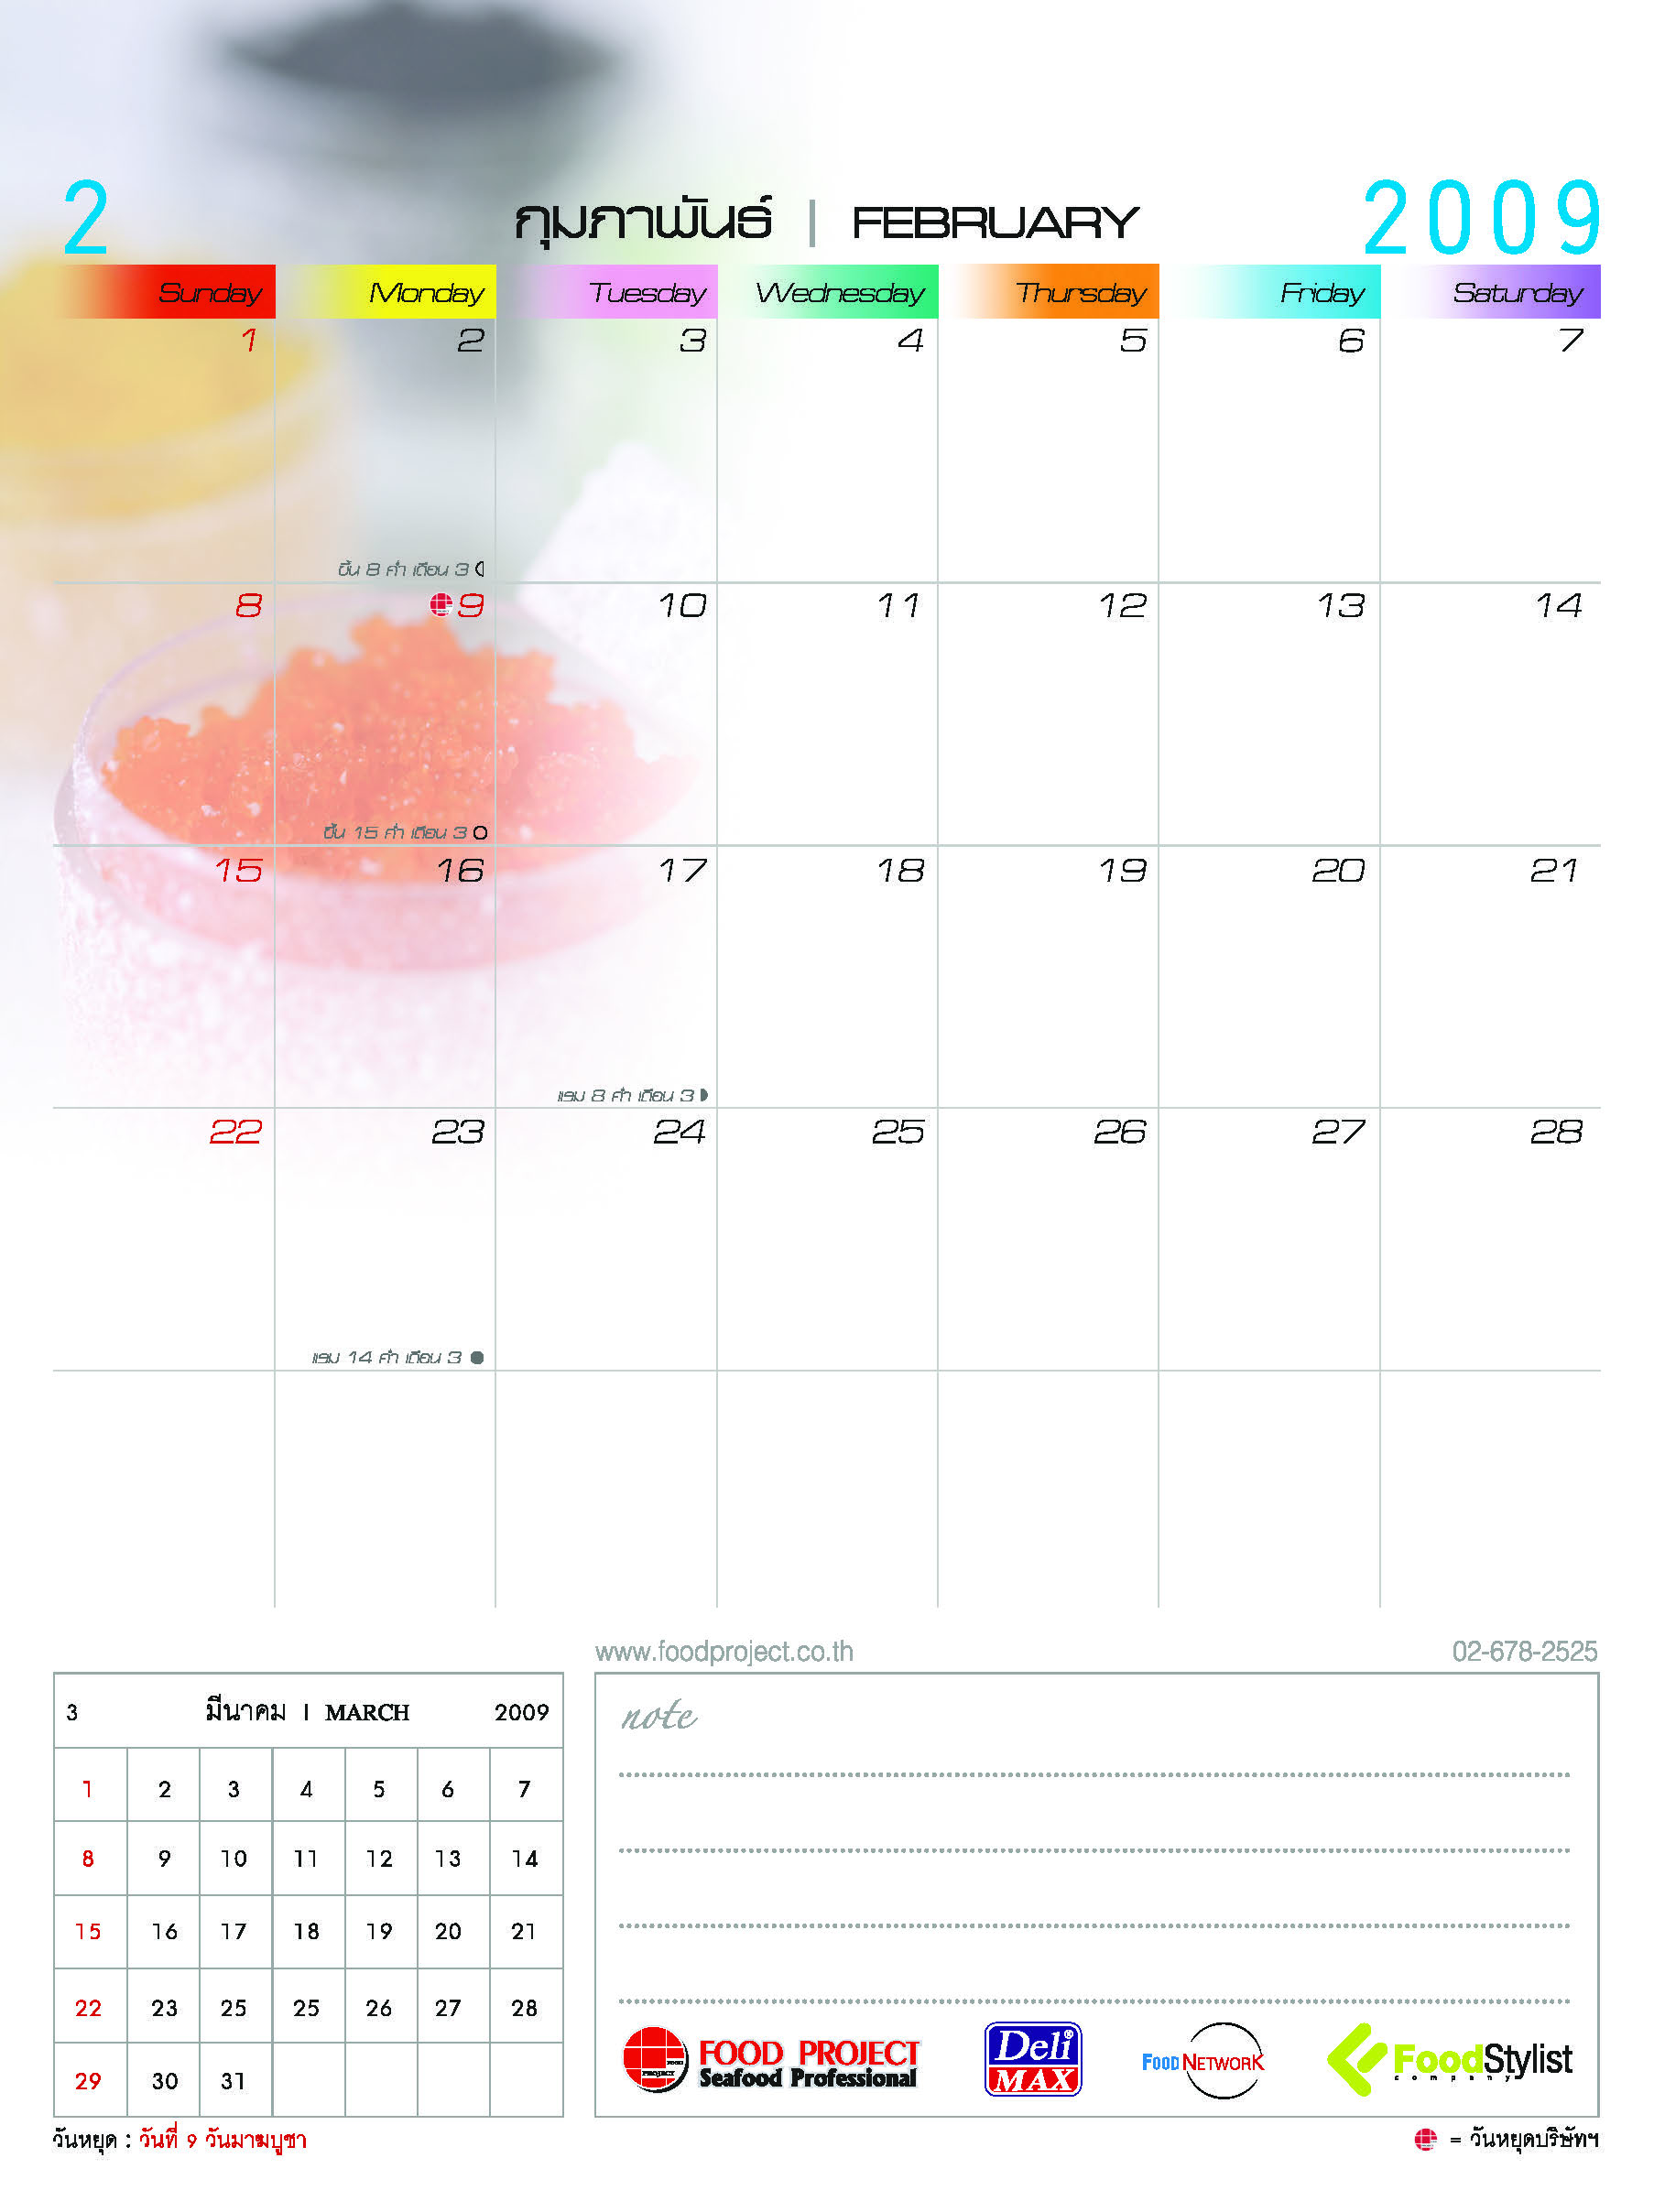 2 กุมภาพันธ์ | FEBRUARY 2009
Sunday Monday Tuesday Wednesday Thursday Friday Saturday
1 2 3 4 5 6 7
ขึ้น 8 ค่ำ เดือน 3
8 9 10 11 12 13 14
ขึ้น 15 ค่ำ เดือน 3
15 16 17 18 19 20 21
แรม 8 ค่ำ เดือน 3
22 23 24 25 26 27 28
แรม 14 ค่ำ เดือน 3
www.foodproject.co.th 02-678-2525
3 มีนาคม | MARCH 2009
1 2 3 4 5 6 7
8 9 10 11 12 13 14
15 16 17 18 19 20 21
22 23 25 25 26 27 28
29 30 31
note
FOOD PROJECT
Seafood Professional
PROJECT
Deli®
MAX
FOOD NETWORK
FoodStylist
company
วันหยุด : วันที่ 9 วันมาฆบูชา
= วันหยุดบริษัทฯ